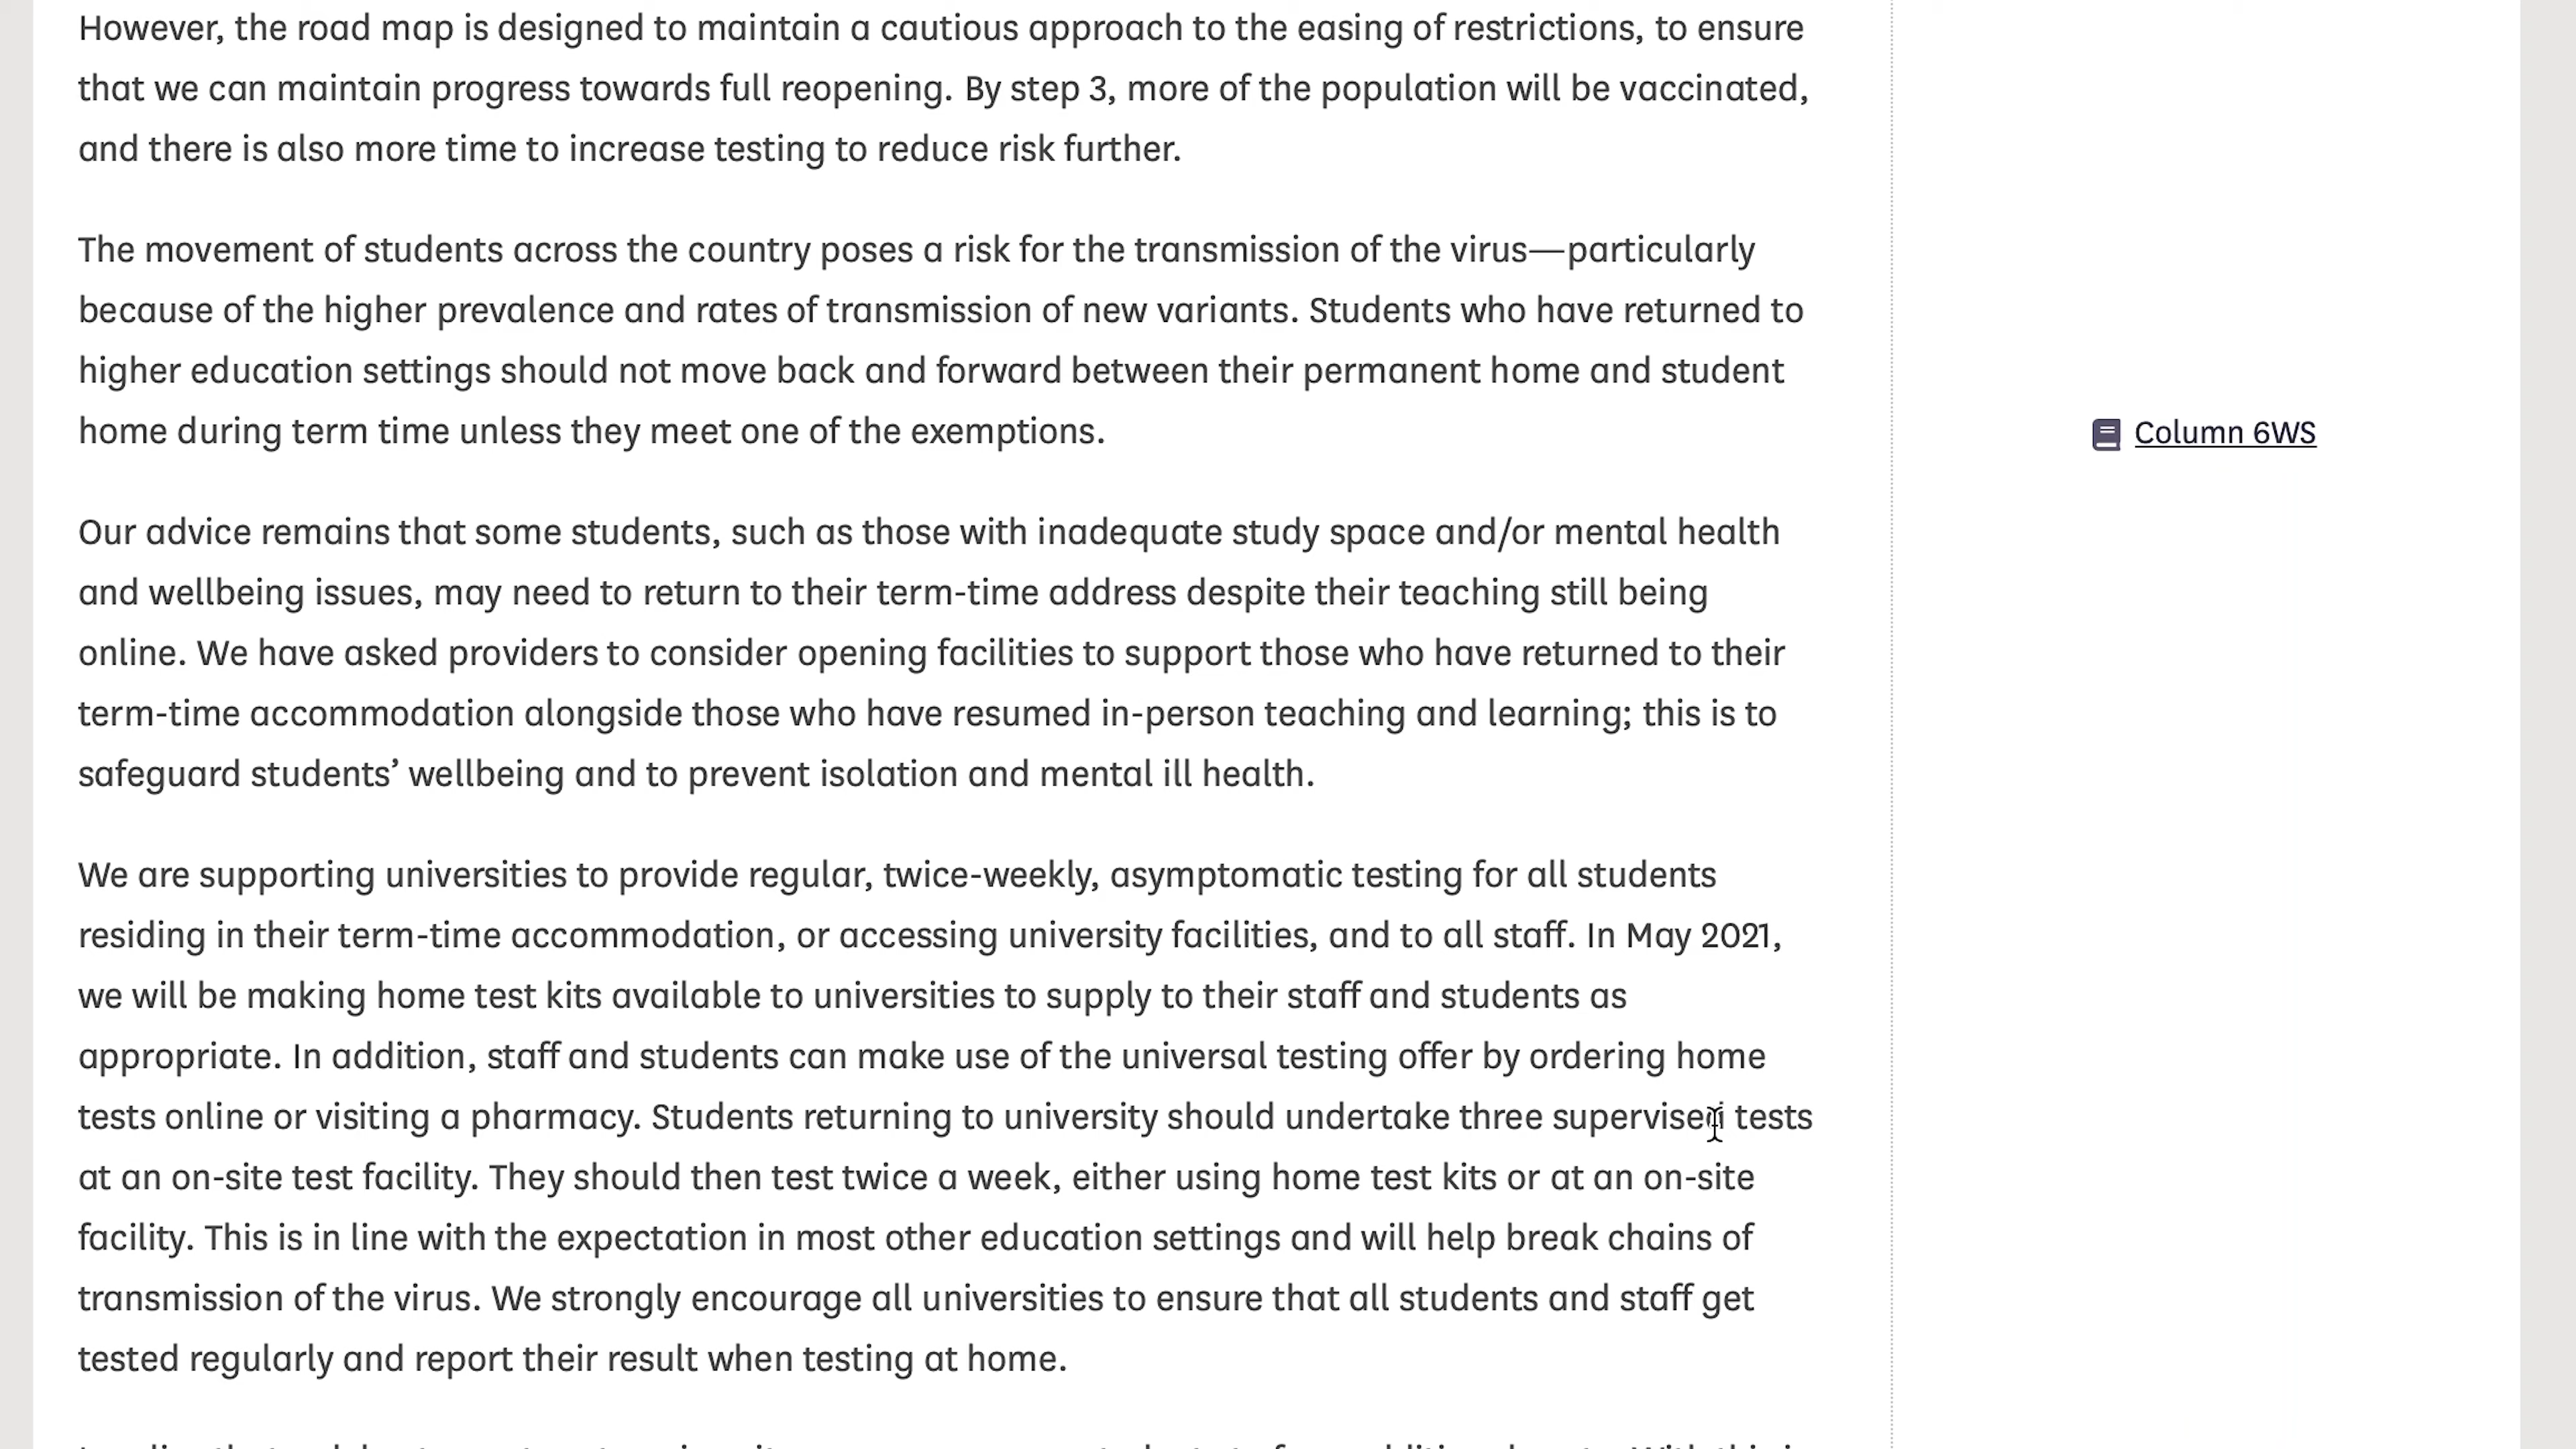 However, the road map is designed to maintain a cautious approach to the easing of restrictions, to ensure
that we can maintain progress towards full reopening. By step 3, more of the population will be vaccinated,
and there is also more time to increase testing to reduce risk further.
The movement of students across the country poses a risk for the transmission of the virus—particularly
because of the higher prevalence and rates of transmission of new variants. Students who have returned to
higher education settings should not move back and forward between their permanent home and student
home during term time unless they meet one of the exemptions.
Column 6WS
Our advice remains that some students, such as those with inadequate study space and/or mental health
and wellbeing issues, may need to return to their term-time address despite their teaching still being
online. We have asked providers to consider opening facilities to support those who have returned to their
term-time accommodation alongside those who have resumed in-person teaching and learning; this is to
safeguard students’ wellbeing and to prevent isolation and mental ill health.
We are supporting universities to provide regular, twice-weekly, asymptomatic testing for all students
residing in their term-time accommodation, or accessing university facilities, and to all staff. In May 2021,
we will be making home test kits available to universities to supply to their staff and students as
appropriate. In addition, staff and students can make use of the universal testing offer by ordering home
tests online or visiting a pharmacy. Students returning to university should undertake three supervised tests
at an on-site test facility. They should then test twice a week, either using home test kits or at an on-site
facility. This is in line with the expectation in most other education settings and will help break chains of
transmission of the virus. We strongly encourage all universities to ensure that all students and staff get
tested regularly and report their result when testing at home.